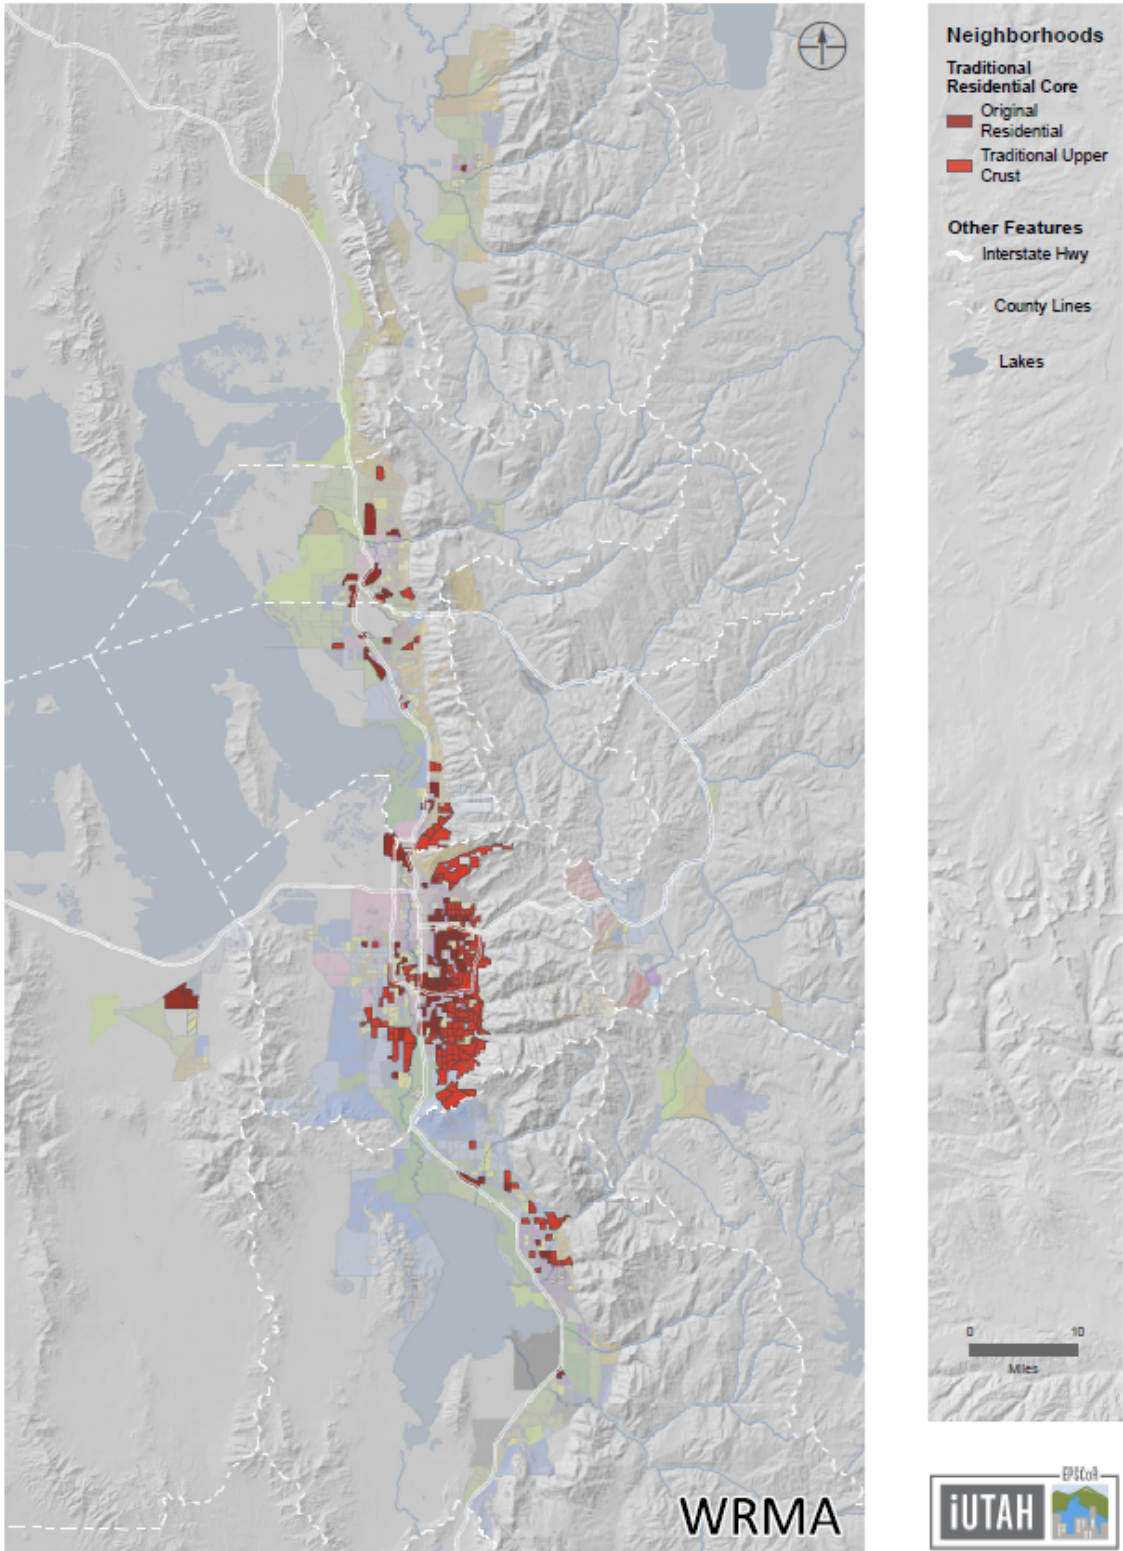 Neighborhoods
Traditional
Residential Core
Original
Residential
Traditional Upper
Crust
Other Features
Interstate Hwy
County Lines
Lakes
0 10
Miles
WRMA
EPSCoR
iUTAH